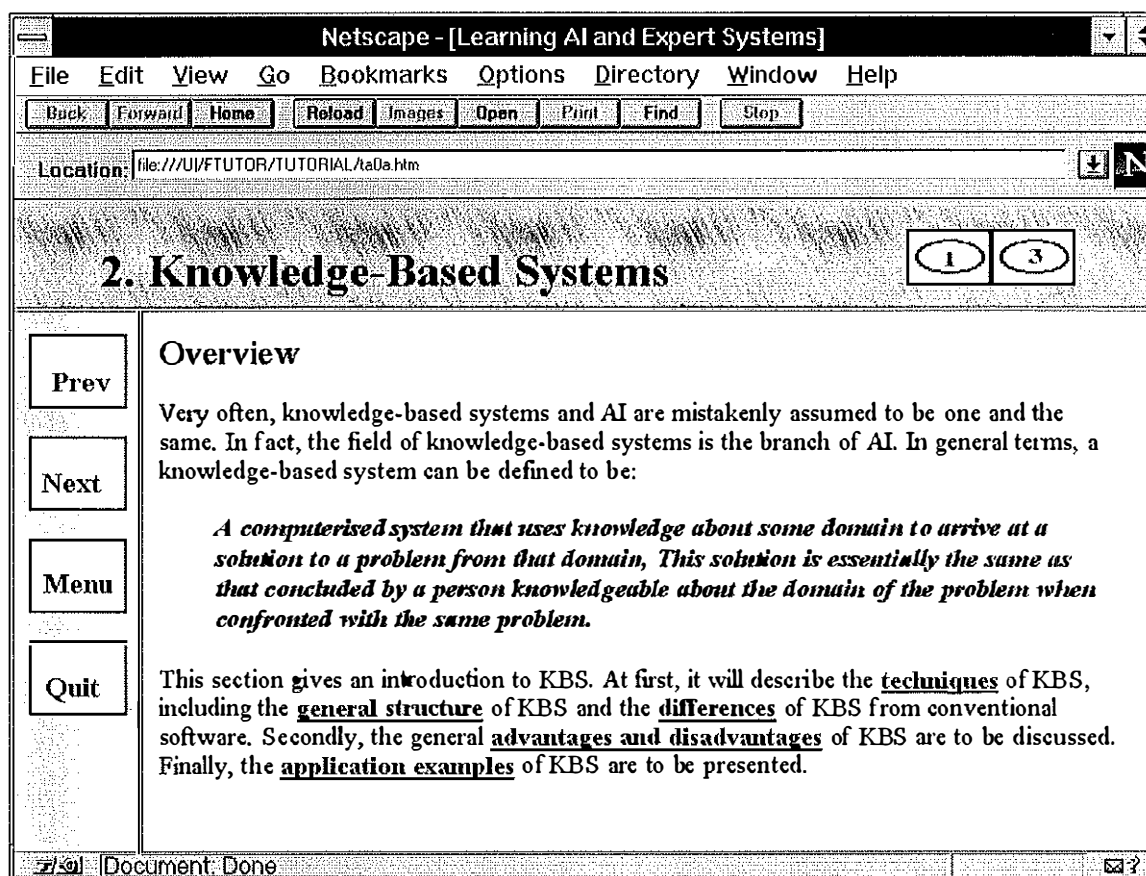 Netscape - [Learning AI and Expert Systems]
File Edit View Go Bookmarks Options Directory Window Help
Back Forward Home Reload Images Open Print Find Stop
Location: file:///U|/FTUTOR/TUTORIAL/ta0a.htm N
2. Knowledge-Based Systems 1 3
Prev
Next
Menu
Quit
Overview
Very often, knowledge-based systems and AI are mistakenly assumed to be one and the
same. In fact, the field of knowledge-based systems is the branch of AI. In general terms, a
knowledge-based system can be defined to be:
A computerised system that uses knowledge about some domain to arrive at a
solution to a problem from that domain, This solution is essentially the same as
that concluded by a person knowledgeable about the domain of the problem when
confronted with the same problem.
This section gives an introduction to KBS. At first, it will describe the techniques of KBS,
including the general structure of KBS and the differences of KBS from conventional
software. Secondly, the general advantages and disadvantages of KBS are to be discussed.
Finally, the application examples of KBS are to be presented.
Document: Done